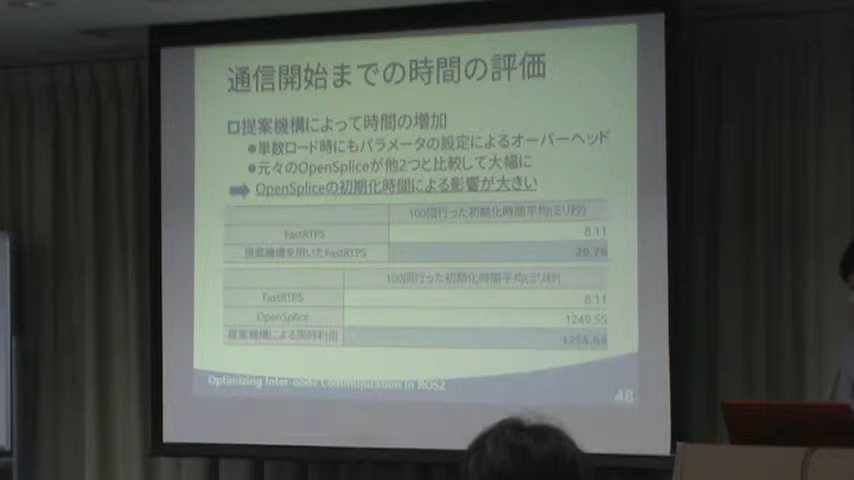 通信開始までの時間の評価
提案機構によって時間の増加
●単数ロード時にもパラメータの設定によるオーバーヘッド
●元々のOpenSpliceが他2つと比較して大幅に
OpenSpliceの初期化時間による影響が大きい
100回行った初期化時間平均(ミリ秒)
FastRTPS 8.11
提案機構を用いたFastRTPS
100回行った初期化時間平均(ミリ秒)
FastRTPS 8.11
OpenSplice 1249.55
提案機構による同時利用 1255.64
Optimizing Inter-node Communication in ROS2
48